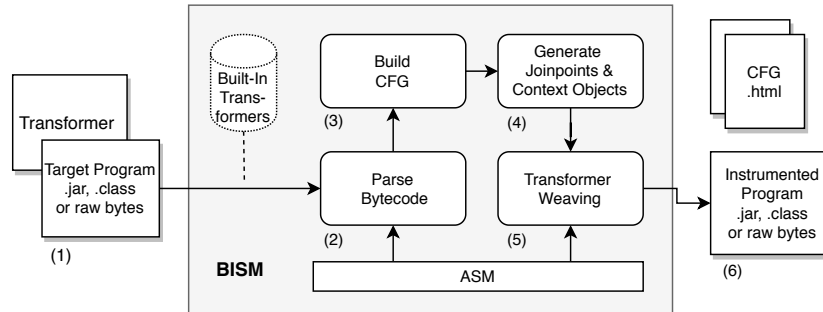 Transformer
Target Program
.jar, .class
or raw bytes
(1)
Built-In
Trans-
formers
Build
CFG
(3)
Generate
Joinpoints &
Context Objects
(4)
Parse
Bytecode
(2)
Transformer
Weaving
(5)
BISM
ASM
CFG
.html
Instrumented
Program
.jar, .class
or raw bytes
(6)